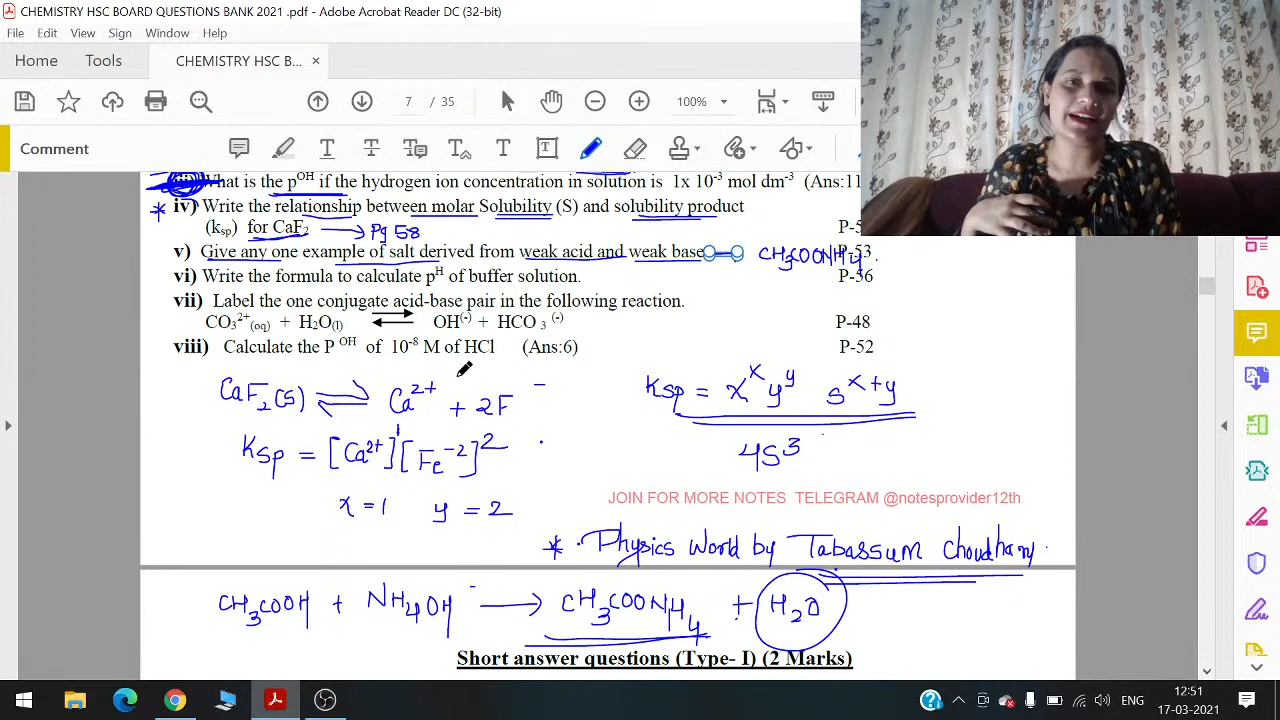 CHEMISTRY HSC BOARD QUESTIONS BANK 2021 .pdf - Adobe Acrobat Reader DC (32-bit)
File Edit View Sign Window Help
Home Tools CHEMISTRY HSC B... ×
7 / 35 100%
Comment
What is the pOH if the hydrogen ion concentration in solution is 1x 10-3 mol dm-3 (Ans:11
* iv) Write the relationship between molar Solubility (S) and solubility product
(ksp) for CaF2 → Pg 58 P-5
v) Give any one example of salt derived from weak acid and weak base CH3COONH4. P-53
vi) Write the formula to calculate pH of buffer solution. P-56
vii) Label the one conjugate acid-base pair in the following reaction.
CO3 2+(aq) + H2O(l) ⇌ OH(-) + HCO 3 (-) P-48
viii) Calculate the P OH of 10-8 M of HCl (Ans:6) P-52
CaF2(s) ⇌ Ca2+ + 2F -
Ksp = x^x y^y s^x+y
Ksp = [Ca2+]1 [Fe-2]2
4S3
x = 1 y = 2
JOIN FOR MORE NOTES TELEGRAM @notesprovider12th
* Physics World by Tabassum Choudhary.
CH3COOH + NH4OH → CH3COONH4 + H2O
Short answer questions (Type- I) (2 Marks)
ENG
12:51
17-03-2021